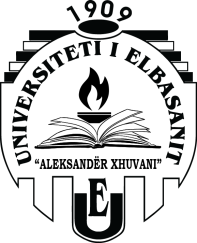 1909
UNIVERSITETI I ELBASANIT
"ALEKSANDËR XHUVANI"
U
E